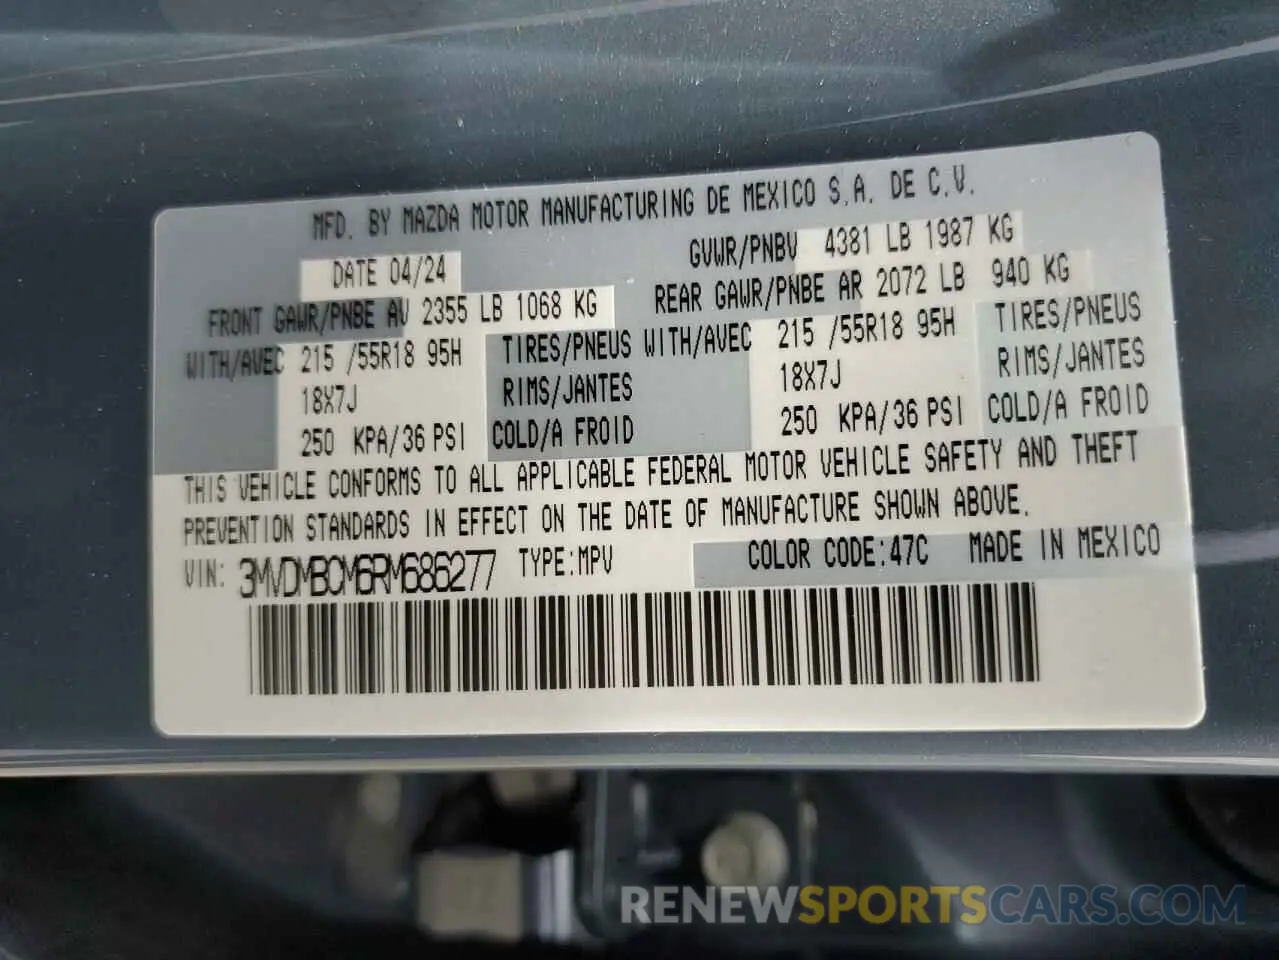 MFD. BY MAZDA MOTOR MANUFACTURING DE MEXICO S.A. DE C.V.
DATE 04/24 GVWR/PNBV 4381 LB 1987 KG
FRONT GAWR/PNBE AV 2355 LB 1068 KG REAR GAWR/PNBE AR 2072 LB 940 KG
WITH/AVEC 215 /55R18 95H TIRES/PNEUS WITH/AVEC 215 /55R18 95H TIRES/PNEUS
18X7J RIMS/JANTES 18X7J RIMS/JANTES
250 KPA/36 PSI COLD/A FROID 250 KPA/36 PSI COLD/A FROID
THIS VEHICLE CONFORMS TO ALL APPLICABLE FEDERAL MOTOR VEHICLE SAFETY AND THEFT
PREVENTION STANDARDS IN EFFECT ON THE DATE OF MANUFACTURE SHOWN ABOVE.
VIN: 3MVDMBCM6RM686277 TYPE:MPV COLOR CODE:47C MADE IN MEXICO
RENEWSPORTSCARS.COM